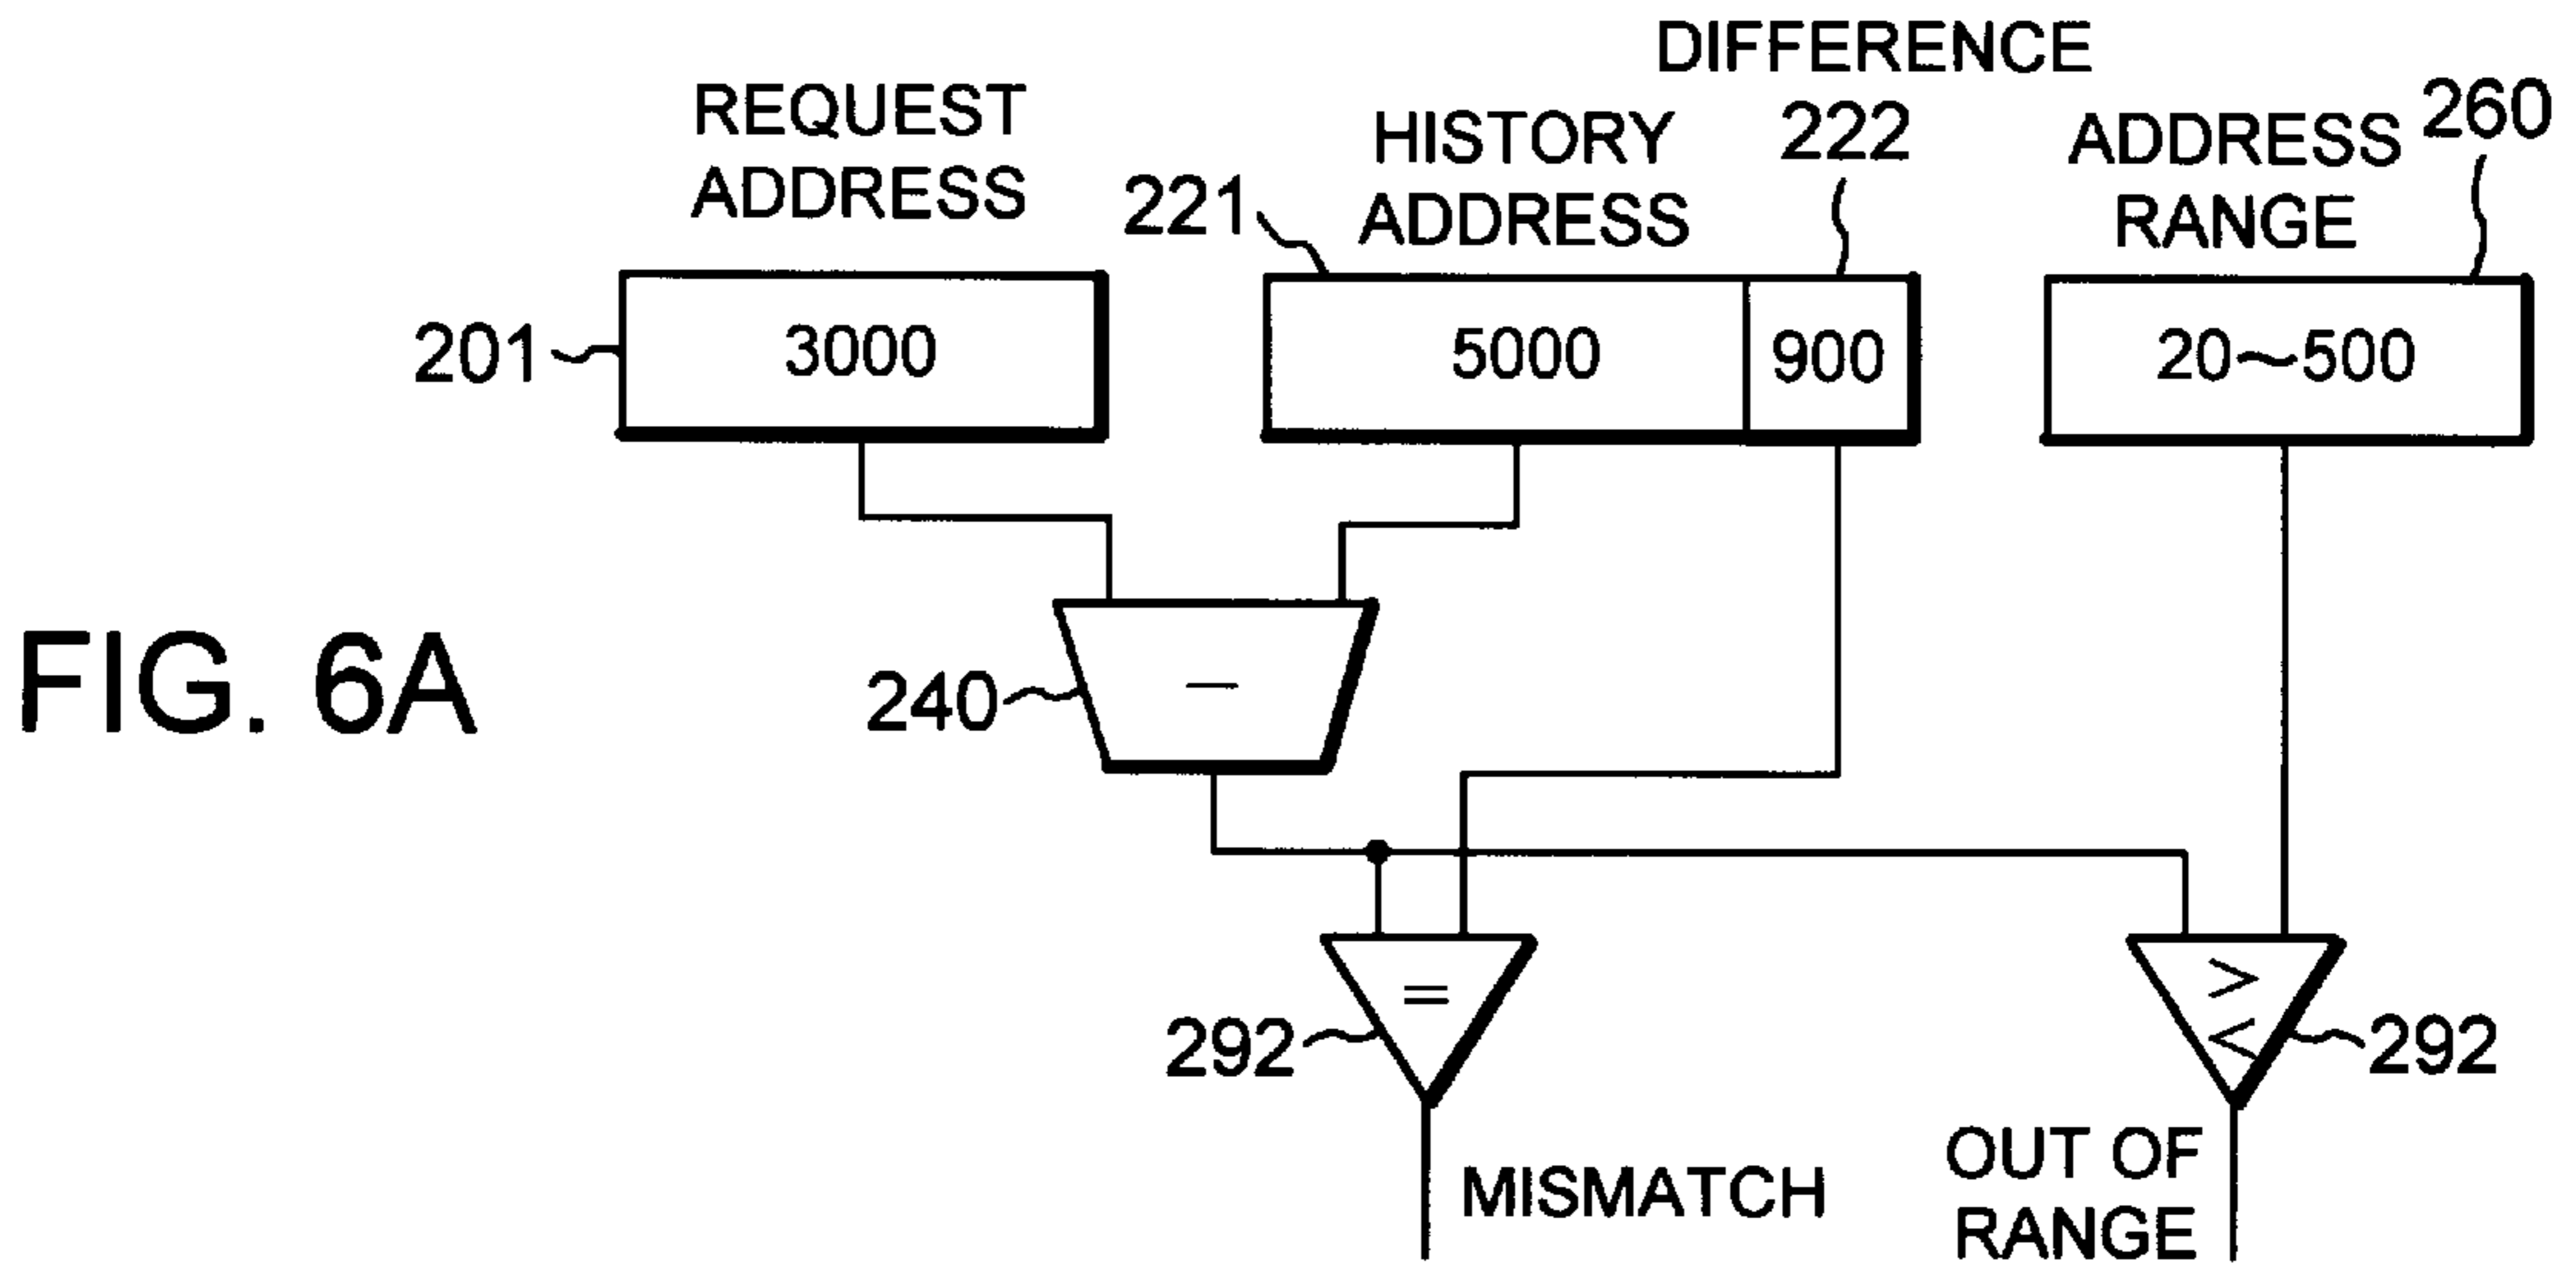 DIFFERENCE
222
REQUEST
ADDRESS
HISTORY
ADDRESS
221
ADDRESS
RANGE
260
201
3000
5000
900
20~500
FIG. 6A
240
−
=
292
>
<
292
MISMATCH
OUT OF
RANGE